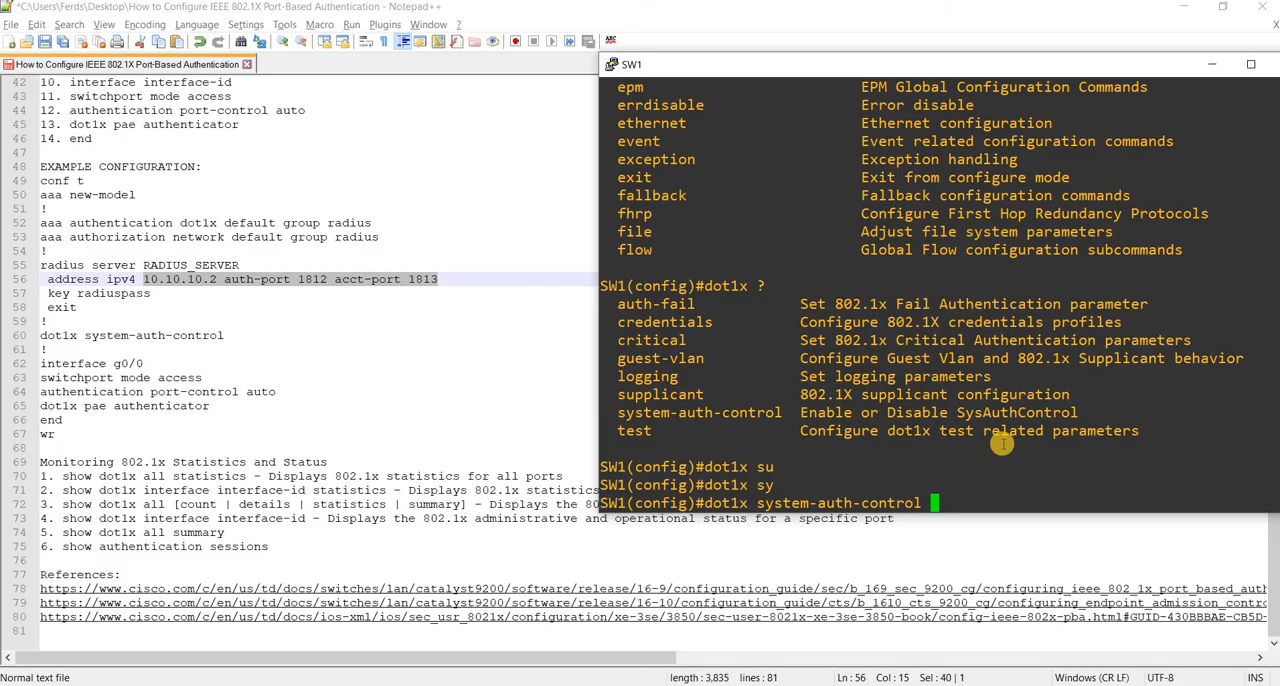 *C:\Users\Ferds\Desktop\How to Configure IEEE 802.1X Port-Based Authentication - Notepad++
File Edit Search View Encoding Language Settings Tools Macro Run Plugins Window ?
How to Configure IEEE 802.1X Port-Based Authentication
42 10. interface interface-id
43 11. switchport mode access
44 12. authentication port-control auto
45 13. dot1x pae authenticator
46 14. end
47
48 EXAMPLE CONFIGURATION:
49 conf t
50 aaa new-model
51 !
52 aaa authentication dot1x default group radius
53 aaa authorization network default group radius
54 !
55 radius server RADIUS_SERVER
56 address ipv4 10.10.10.2 auth-port 1812 acct-port 1813
57 key radiuspass
58 exit
59 !
60 dot1x system-auth-control
61 !
62 interface g0/0
63 switchport mode access
64 authentication port-control auto
65 dot1x pae authenticator
66 end
67 wr
68
69 Monitoring 802.1x Statistics and Status
70 1. show dot1x all statistics - Displays 802.1x statistics for all ports
71 2. show dot1x interface interface-id statistics - Displays 802.1x statistics
72 3. show dot1x all [count | details | statistics | summary] - Displays the 80
73 4. show dot1x interface interface-id - Displays the 802.1x administrative and operational status for a specific port
74 5. show dot1x all summary
75 6. show authentication sessions
76
77 References:
78 https://www.cisco.com/c/en/us/td/docs/switches/lan/catalyst9200/software/release/16-9/configuration_guide/sec/b_169_sec_9200_cg/configuring_ieee_802_1x_port_based_aut
79 https://www.cisco.com/c/en/us/td/docs/switches/lan/catalyst9200/software/release/16-10/configuration_guide/cts/b_1610_cts_9200_cg/configuring_endpoint_admission_contr
80 https://www.cisco.com/c/en/us/td/docs/ios-xml/ios/sec_usr_8021x/configuration/xe-3se/3850/sec-user-8021x-xe-3se-3850-book/config-ieee-802x-pba.html#GUID-430BBBAE-CB5D-
81
SW1
epm EPM Global Configuration Commands
errdisable Error disable
ethernet Ethernet configuration
event Event related configuration commands
exception Exception handling
exit Exit from configure mode
fallback Fallback configuration commands
fhrp Configure First Hop Redundancy Protocols
file Adjust file system parameters
flow Global Flow configuration subcommands
SW1(config)#dot1x ?
auth-fail Set 802.1x Fail Authentication parameter
credentials Configure 802.1X credentials profiles
critical Set 802.1x Critical Authentication parameters
guest-vlan Configure Guest Vlan and 802.1x Supplicant behavior
logging Set logging parameters
supplicant 802.1X supplicant configuration
system-auth-control Enable or Disable SysAuthControl
test Configure dot1x test related parameters
SW1(config)#dot1x su
SW1(config)#dot1x sy
SW1(config)#dot1x system-auth-control
Normal text file length : 3,835 lines : 81 Ln : 56 Col : 15 Sel : 40 | 1 Windows (CR LF) UTF-8 INS